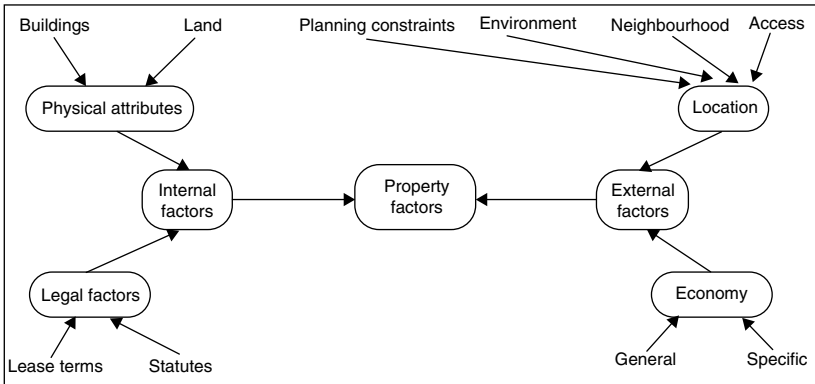 Buildings
Land
Planning constraints
Environment
Neighbourhood
Access
Physical attributes
Location
Internal
factors
Property
factors
External
factors
Legal factors
Economy
Lease terms
Statutes
General
Specific